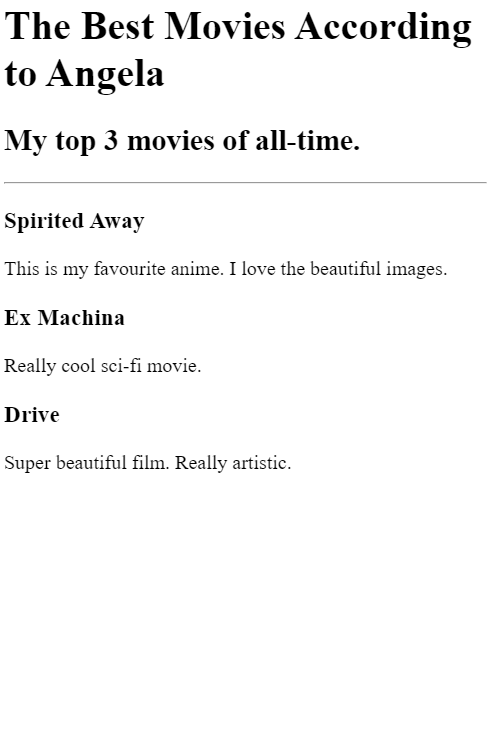 The Best Movies According
to Angela
My top 3 movies of all-time.
Spirited Away
This is my favourite anime. I love the beautiful images.
Ex Machina
Really cool sci-fi movie.
Drive
Super beautiful film. Really artistic.